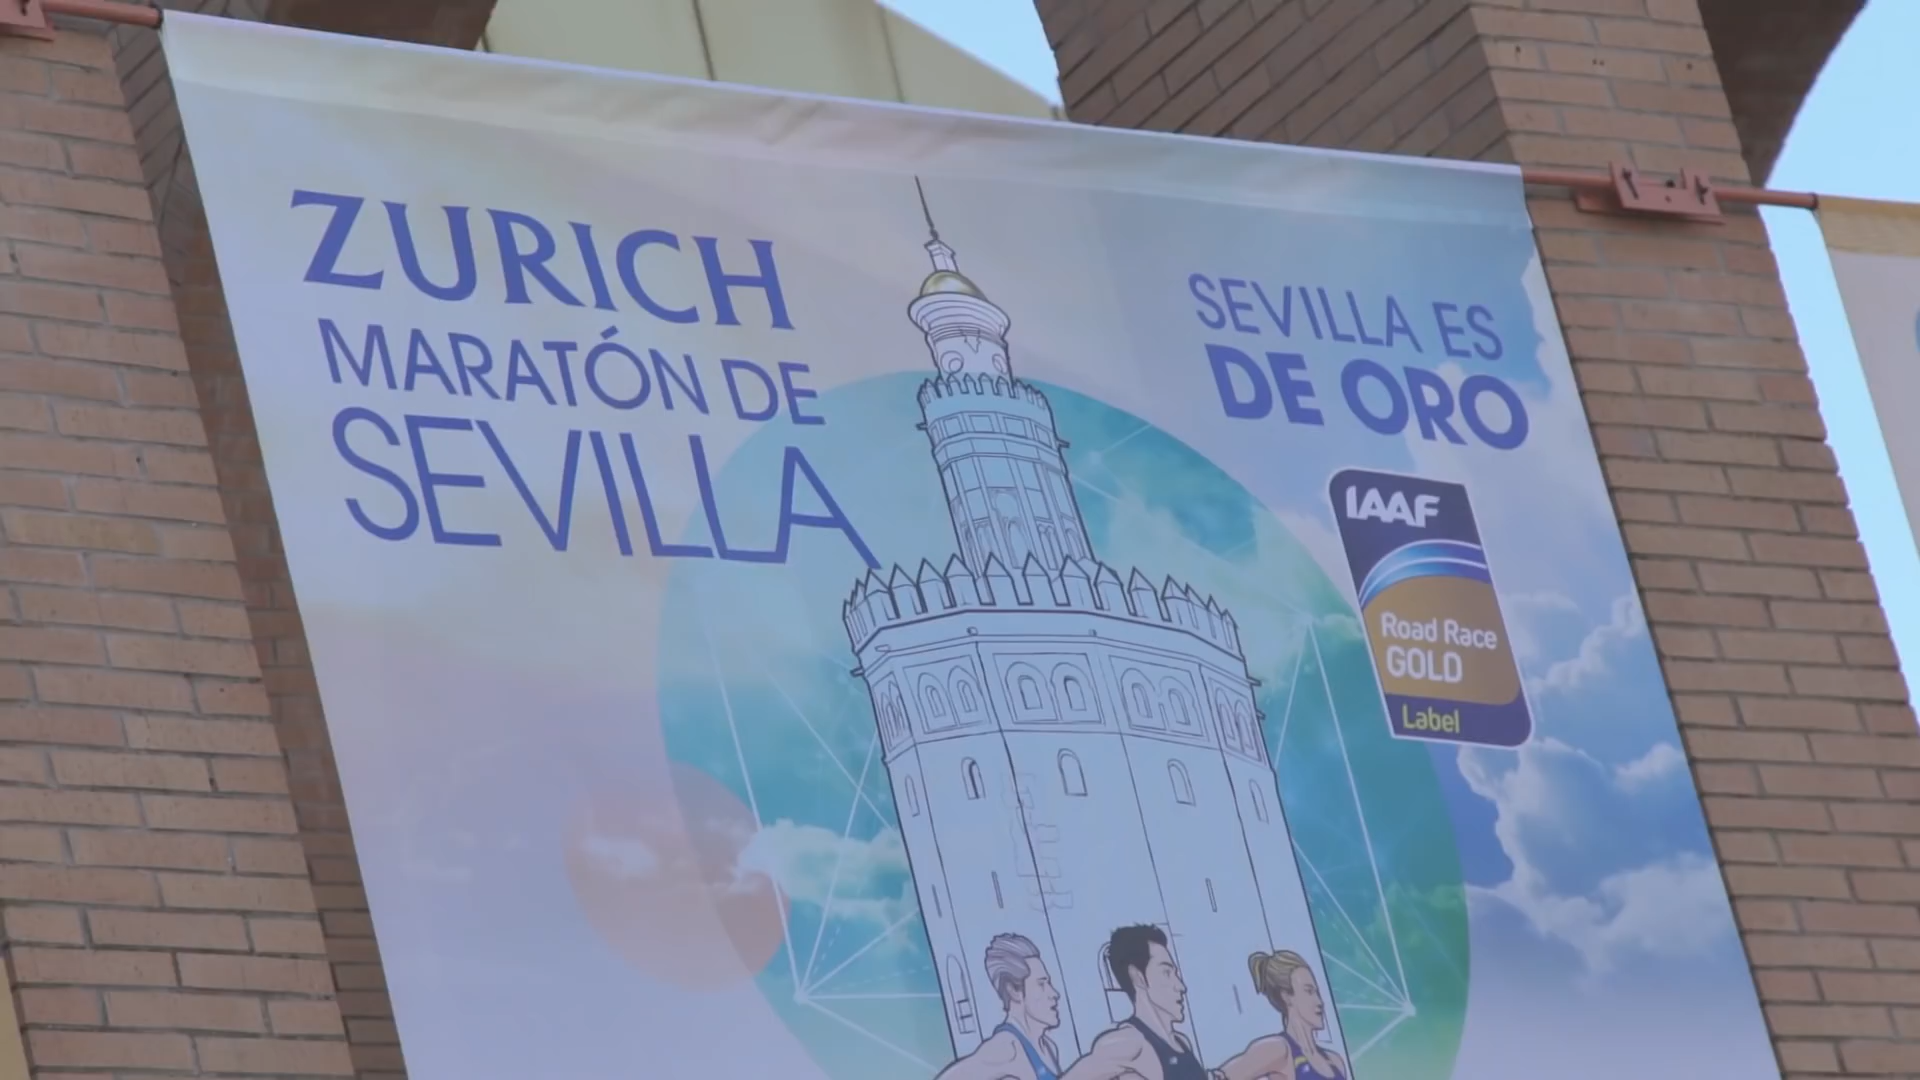 ZURICH
MARATÓN DE
SEVILLA
SEVILLA ES
DE ORO
IAAF
Road Race
GOLD
Label